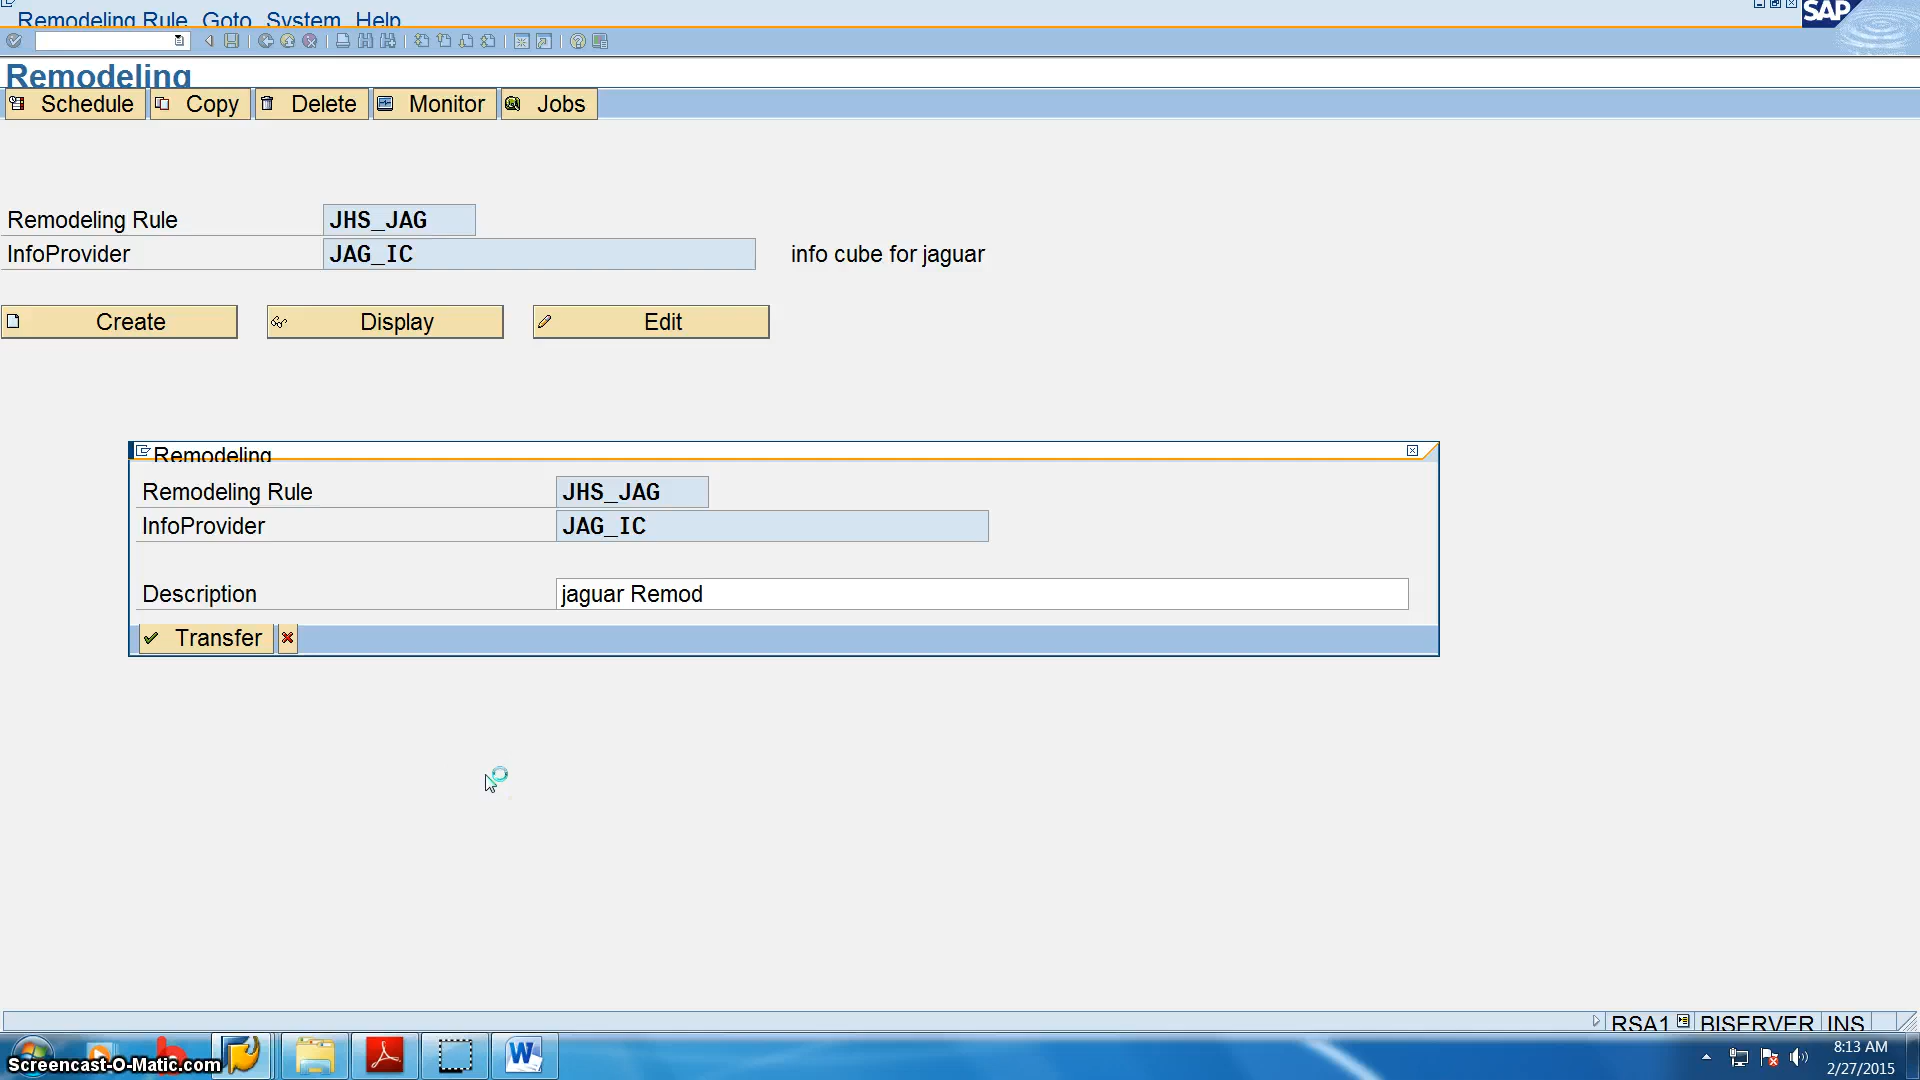 Remodeling Rule Goto System Help
SAP
Remodeling
Schedule Copy Delete Monitor Jobs
Remodeling Rule JHS_JAG
InfoProvider JAG_IC info cube for jaguar
Create Display Edit
Remodeling
Remodeling Rule JHS_JAG
InfoProvider JAG_IC
Description jaguar Remod
Transfer
RSA1 BISERVER INS
Screencast-O-Matic.com
8:13 AM
2/27/2015